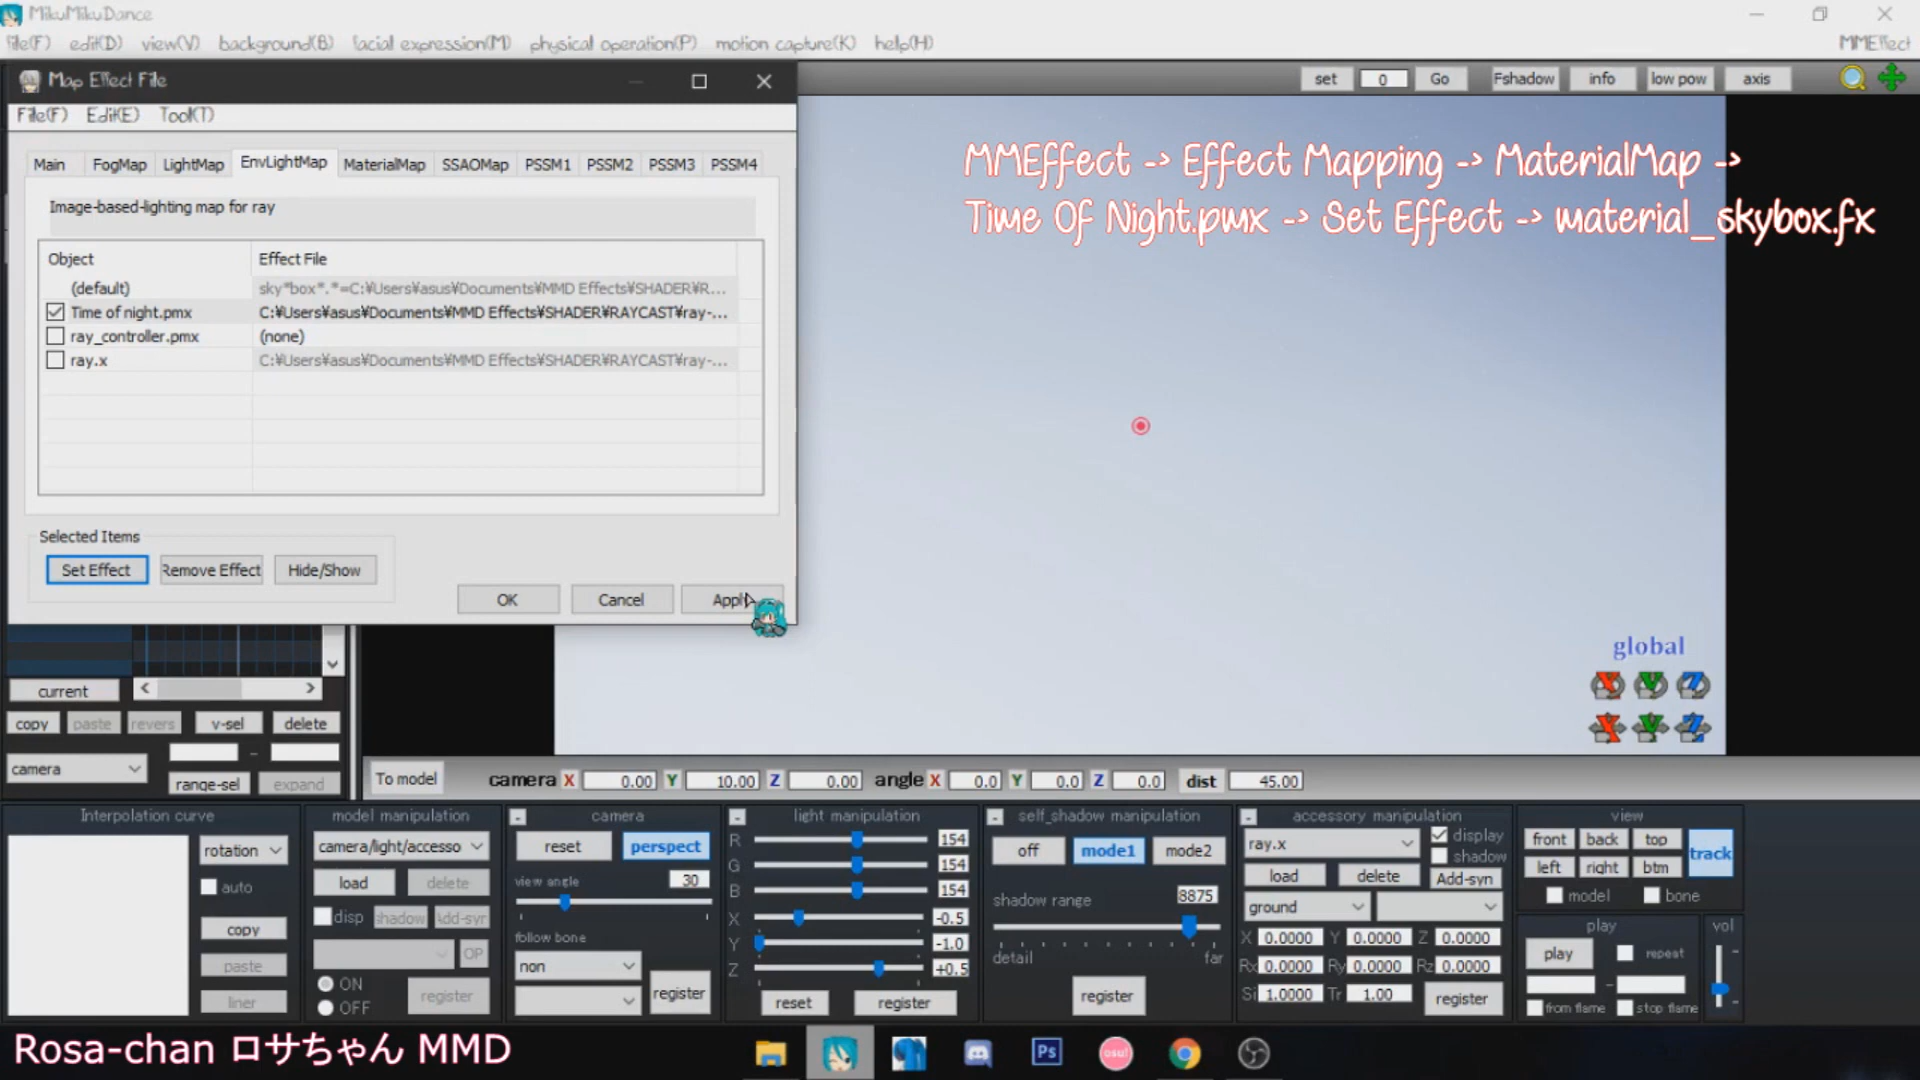 MikuMikuDance
file(F) edit(D) view(V) background(B) facial expression(M) physical operation(P) motion capture(K) help(H) MMEffect
Map Effect File
File(F) Edit(E) Tool(T)
set 0 Go Fshadow info low pow axis
Main FogMap LightMap EnvLightMap MaterialMap SSAOMap PSSM1 PSSM2 PSSM3 PSSM4
MMEffect -> Effect Mapping -> MaterialMap ->
Time Of Night.pmx -> Set Effect -> material_skybox.fx
Image-based-lighting map for ray
Object Effect File
(default) sky*box*.*=C:¥Users¥asus¥Documents¥MMD Effects¥SHADER¥R...
Time of night.pmx C:¥Users¥asus¥Documents¥MMD Effects¥SHADER¥RAYCAST¥ray-...
ray_controller.pmx (none)
ray.x C:¥Users¥asus¥Documents¥MMD Effects¥SHADER¥RAYCAST¥ray-...
Selected Items
Set Effect Remove Effect Hide/Show
OK Cancel Apply
global
X Y Z
X Y Z
current
copy paste revers v-sel delete
camera -
range-sel expand
To model camera X 0.00 Y 10.00 Z 0.00 angle X 0.0 Y 0.0 Z 0.0 dist 45.00
Interpolation curve
rotation
auto
copy
paste
liner
model manipulation
camera/light/accesso
load delete
disp shadow Add-syr
OP
ON
OFF
register
- camera
reset perspect
view angle 30
follow bone
non
register
- light manipulation
R 154
G 154
B 154
X -0.5
Y -1.0
Z +0.5
reset register
- self_shadow manipulation
off mode1 mode2
shadow range 8875
detail far
register
- accessory manipulation
ray.x display
shadow
load delete Add-syn
ground
X 0.0000 Y 0.0000 Z 0.0000
Rx 0.0000 Ry 0.0000 Rz 0.0000
Si 1.0000 Tr 1.00 register
view
front back top
left right btm
track
model bone
play
play repeat
-
from flame stop flame
vol
Rosa-chan ロサちゃん MMD
Ps osu!